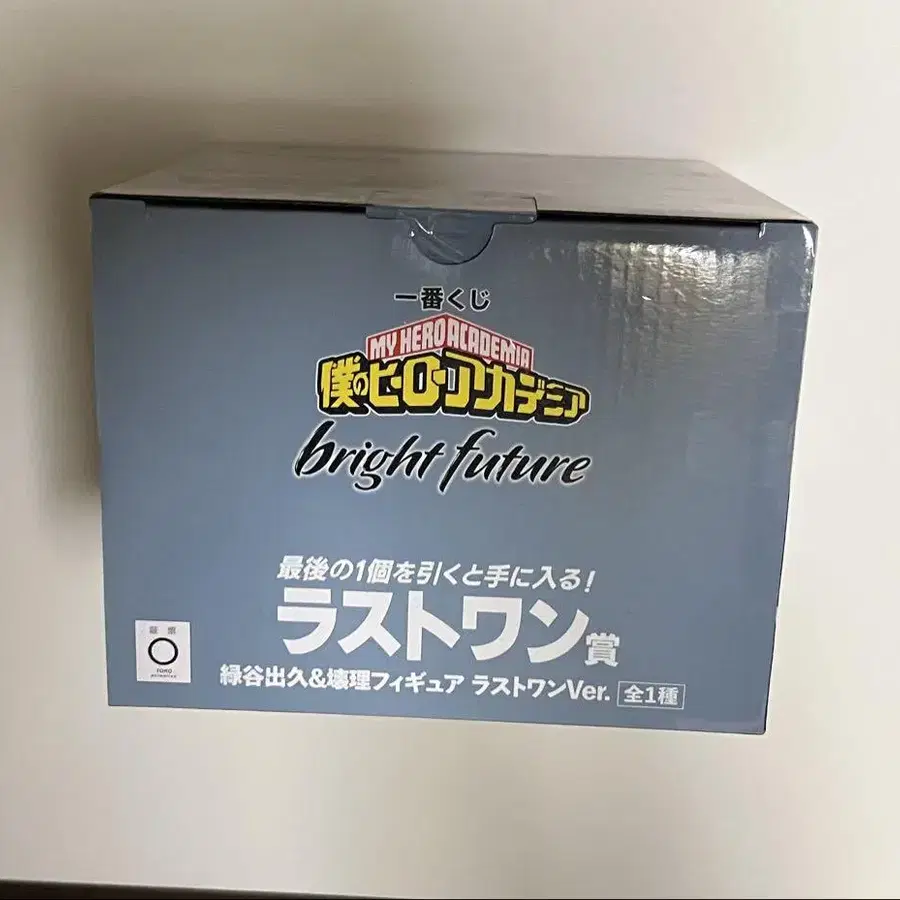 一番くじ
MY HERO ACADEMIA
僕のヒーローアカデミア
bright future
最後の1個を引くと手に入る!
ラストワン賞
緑谷出久&壊理フィギュア ラストワンVer. 全1種
証票
TOHO